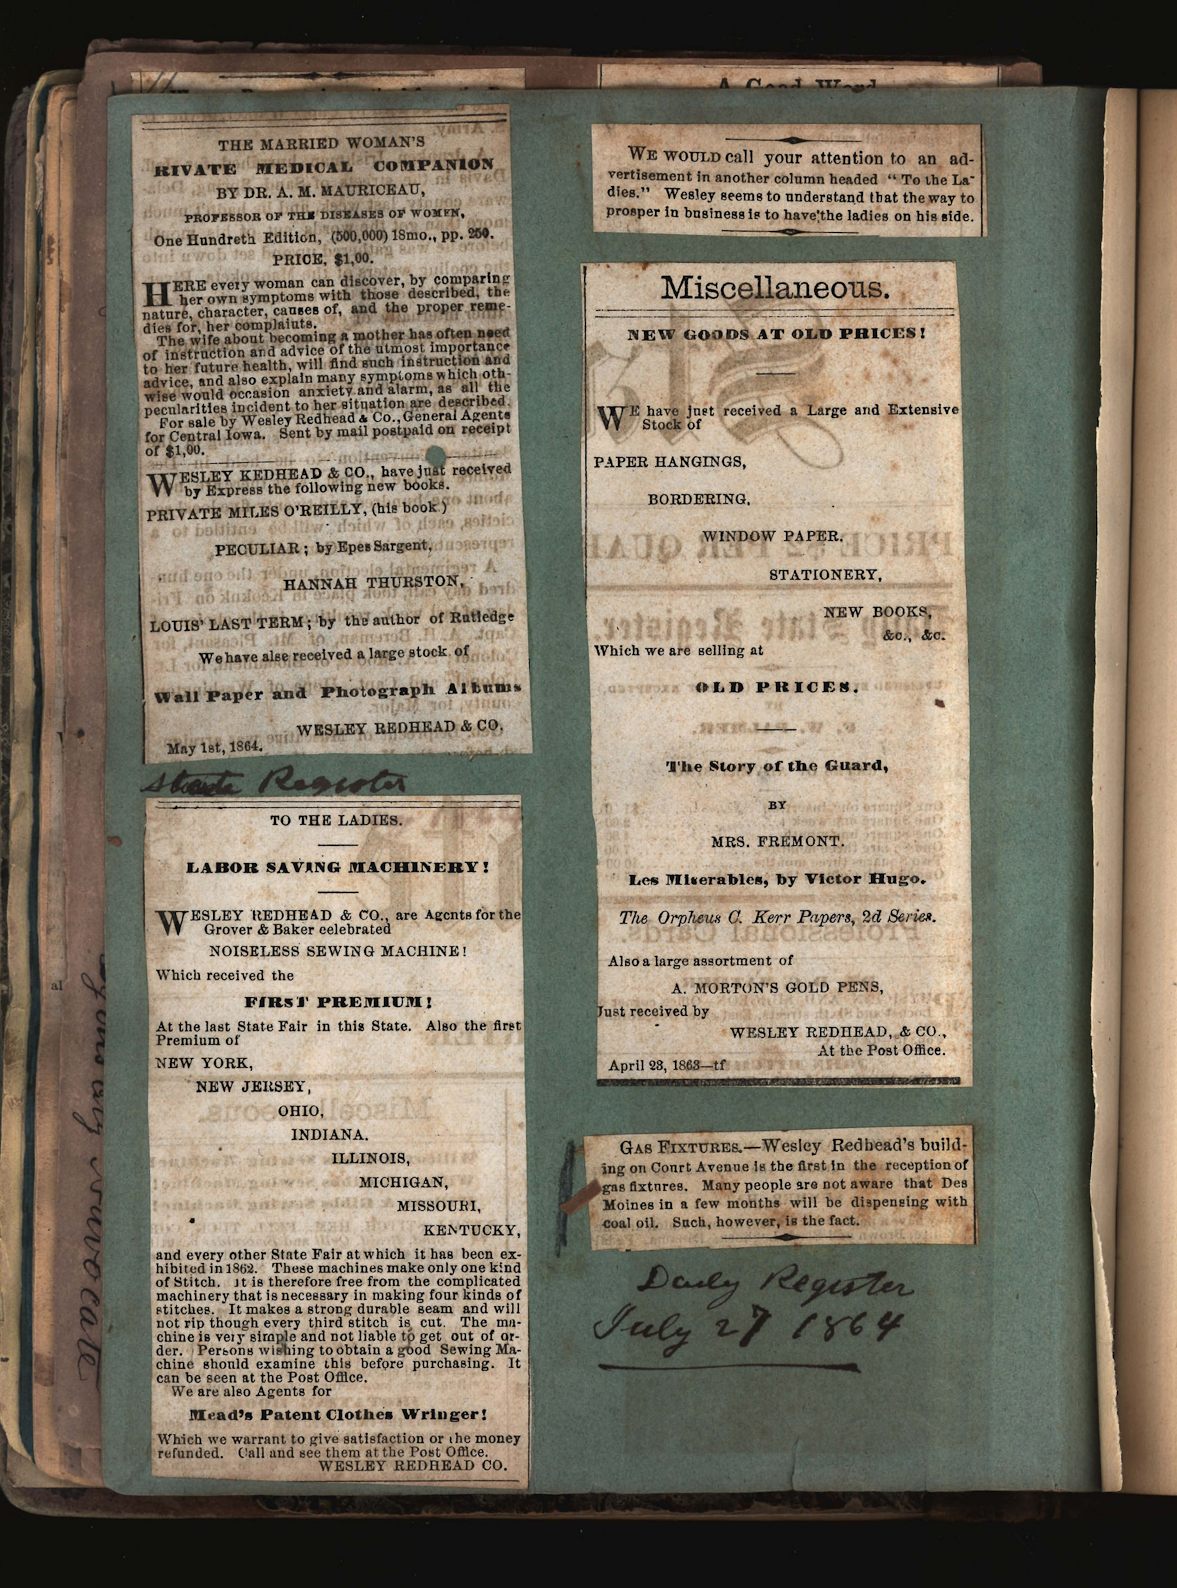 THE MARRIED WOMAN'S
RIVATE MEDICAL COMPANION
BY DR. A. M. MAURICEAU,
PROFESSOR OF THE DISEASES OF WOMEN,
One Hundreth Edition, (500,000) 18mo., pp. 250.
PRICE, $1,00.
HERE every woman can discover, by comparing
her own symptoms with those described, the
nature, character, causes of, and the proper reme-
dies for, her complaints.
The wife about becoming a mother has often need
of instruction and advice of the utmost importance
to her future health, will find such instruction and
advice, and also explain many symptoms which oth-
wise would occasion anxiety and alarm, as all the
pecularities incident to her situation are described.
For sale by Wesley Redhead & Co., General Agents
for Central Iowa. Sent by mail postpaid on receipt
of $1,00.
WESLEY REDHEAD & CO., have just received
by Express the following new books.
PRIVATE MILES O'REILLY, (his book)
PECULIAR; by Epes Sargent,
HANNAH THURSTON,
LOUIS' LAST TERM; by the author of Rutledge
We have alse received a large stock of
Wall Paper and Photograph Albums
WESLEY REDHEAD & CO,
May 1st, 1864.
State Register
TO THE LADIES.
LABOR SAVING MACHINERY!
WESLEY REDHEAD & CO., are Agents for the
Grover & Baker celebrated
NOISELESS SEWING MACHINE!
Which received the
FIRST PREMIUM!
At the last State Fair in this State. Also the first
Premium of
NEW YORK,
NEW JERSEY,
OHIO,
INDIANA.
ILLINOIS,
MICHIGAN,
MISSOURI,
KENTUCKY,
and every other State Fair at which it has been ex-
hibited in 1862. These machines make only one kind
of Stitch. It is therefore free from the complicated
machinery that is necessary in making four kinds of
stitches. It makes a strong durable seam and will
not rip though every third stitch is cut. The ma-
chine is very simple and not liable to get out of or-
der. Persons wishing to obtain a good Sewing Ma-
chine should examine this before purchasing. It
can be seen at the Post Office.
We are also Agents for
Mead's Patent Clothes Wringer!
Which we warrant to give satisfaction or the money
refunded. Call and see them at the Post Office.
WESLEY REDHEAD CO.
A Good Word
WE WOULD call your attention to an ad-
vertisement in another column headed "To the La-
dies." Wesley seems to understand that the way to
prosper in business is to have the ladies on his side.
Miscellaneous.
NEW GOODS AT OLD PRICES!
WE have just received a Large and Extensive
Stock of
PAPER HANGINGS,
BORDERING,
WINDOW PAPER,
STATIONERY,
NEW BOOKS,
&c., &c.
Which we are selling at
OLD PRICES.
The Story of the Guard,
BY
MRS. FREMONT.
Les Miserables, by Victor Hugo.
The Orpheus C. Kerr Papers, 2d Series.
Also a large assortment of
A. MORTON'S GOLD PENS,
Just received by
WESLEY REDHEAD, & CO.,
At the Post Office.
April 23, 1863—tf
GAS FIXTURES.—Wesley Redhead's build-
ing on Court Avenue is the first in the reception of
gas fixtures. Many people are not aware that Des
Moines in a few months will be dispensing with
coal oil. Such, however, is the fact.
Daily Register
July 27 1864
al